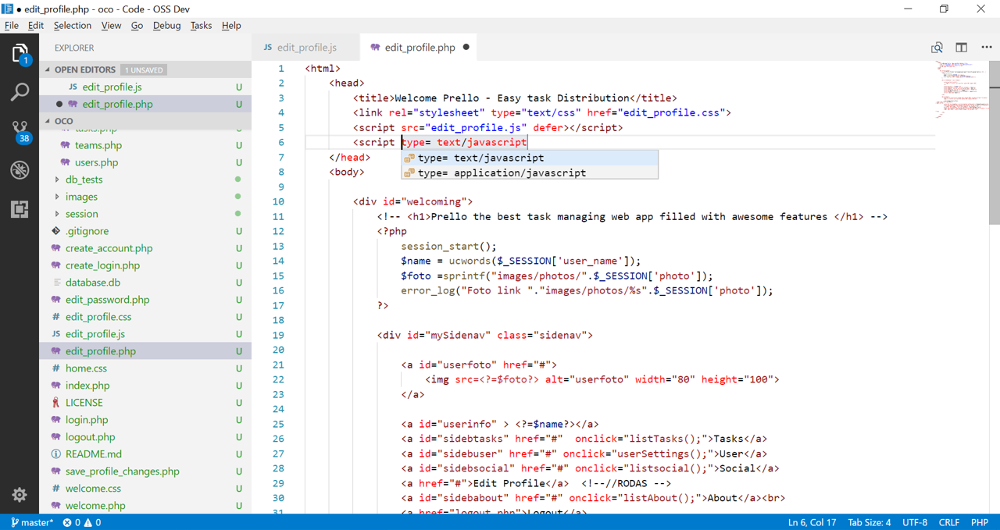 edit_profile.php - oco - Code - OSS Dev
File Edit Selection View Go Debug Tasks Help
1
38
EXPLORER
OPEN EDITORS 1 UNSAVED
JS edit_profile.js U
edit_profile.php U
OCO
tasks.php U
teams.php U
users.php U
db_tests
images
session
.gitignore U
create_account.php U
create_login.php U
database.db U
edit_password.php U
# edit_profile.css U
JS edit_profile.js U
edit_profile.php U
# home.css U
index.php U
LICENSE U
login.php U
logout.php U
README.md U
save_profile_changes.php U
# welcome.css U
welcome.php U
JS edit_profile.js edit_profile.php
1 <html>
2 <head>
3 <title>Welcome Prello - Easy task Distribution</title>
4 <link rel="stylesheet" type="text/css" href="edit_profile.css">
5 <script src="edit_profile.js" defer></script>
6 <script type= text/javascript
type= text/javascript
type= application/javascript
7 </head>
8 <body>
9
10 <div id="welcoming">
11 <!-- <h1>Prello the best task managing web app filled with awesome features </h1> -->
12 <?php
13 session_start();
14 $name = ucwords($_SESSION['user_name']);
15 $foto =sprintf("images/photos/".$_SESSION['photo']);
16 error_log("Foto link "."images/photos/%s".$_SESSION['photo']);
17 ?>
18
19 <div id="mySidenav" class="sidenav">
20
21 <a id="userfoto" href="#">
22 <img src=<?=$foto?> alt="userfoto" width="80" height="100">
23 </a>
24
25 <a id="userinfo" > <?=$name?></a>
26 <a id="sidebtasks" href="#" onclick="listTasks();">Tasks</a>
27 <a id="sidebuser" href="#" onclick="userSettings();">User</a>
28 <a id="sidebsocial" href="#" onclick="listsocial();">Social</a>
29 <a href="#">Edit Profile</a> <!--//RODAS -->
30 <a id="sidebabout" href="#" onclick="listAbout();">About</a><br>
31 <a href="logout.php">Logout</a>
master* 0 0 Ln 6, Col 17 Tab Size: 4 UTF-8 CRLF PHP